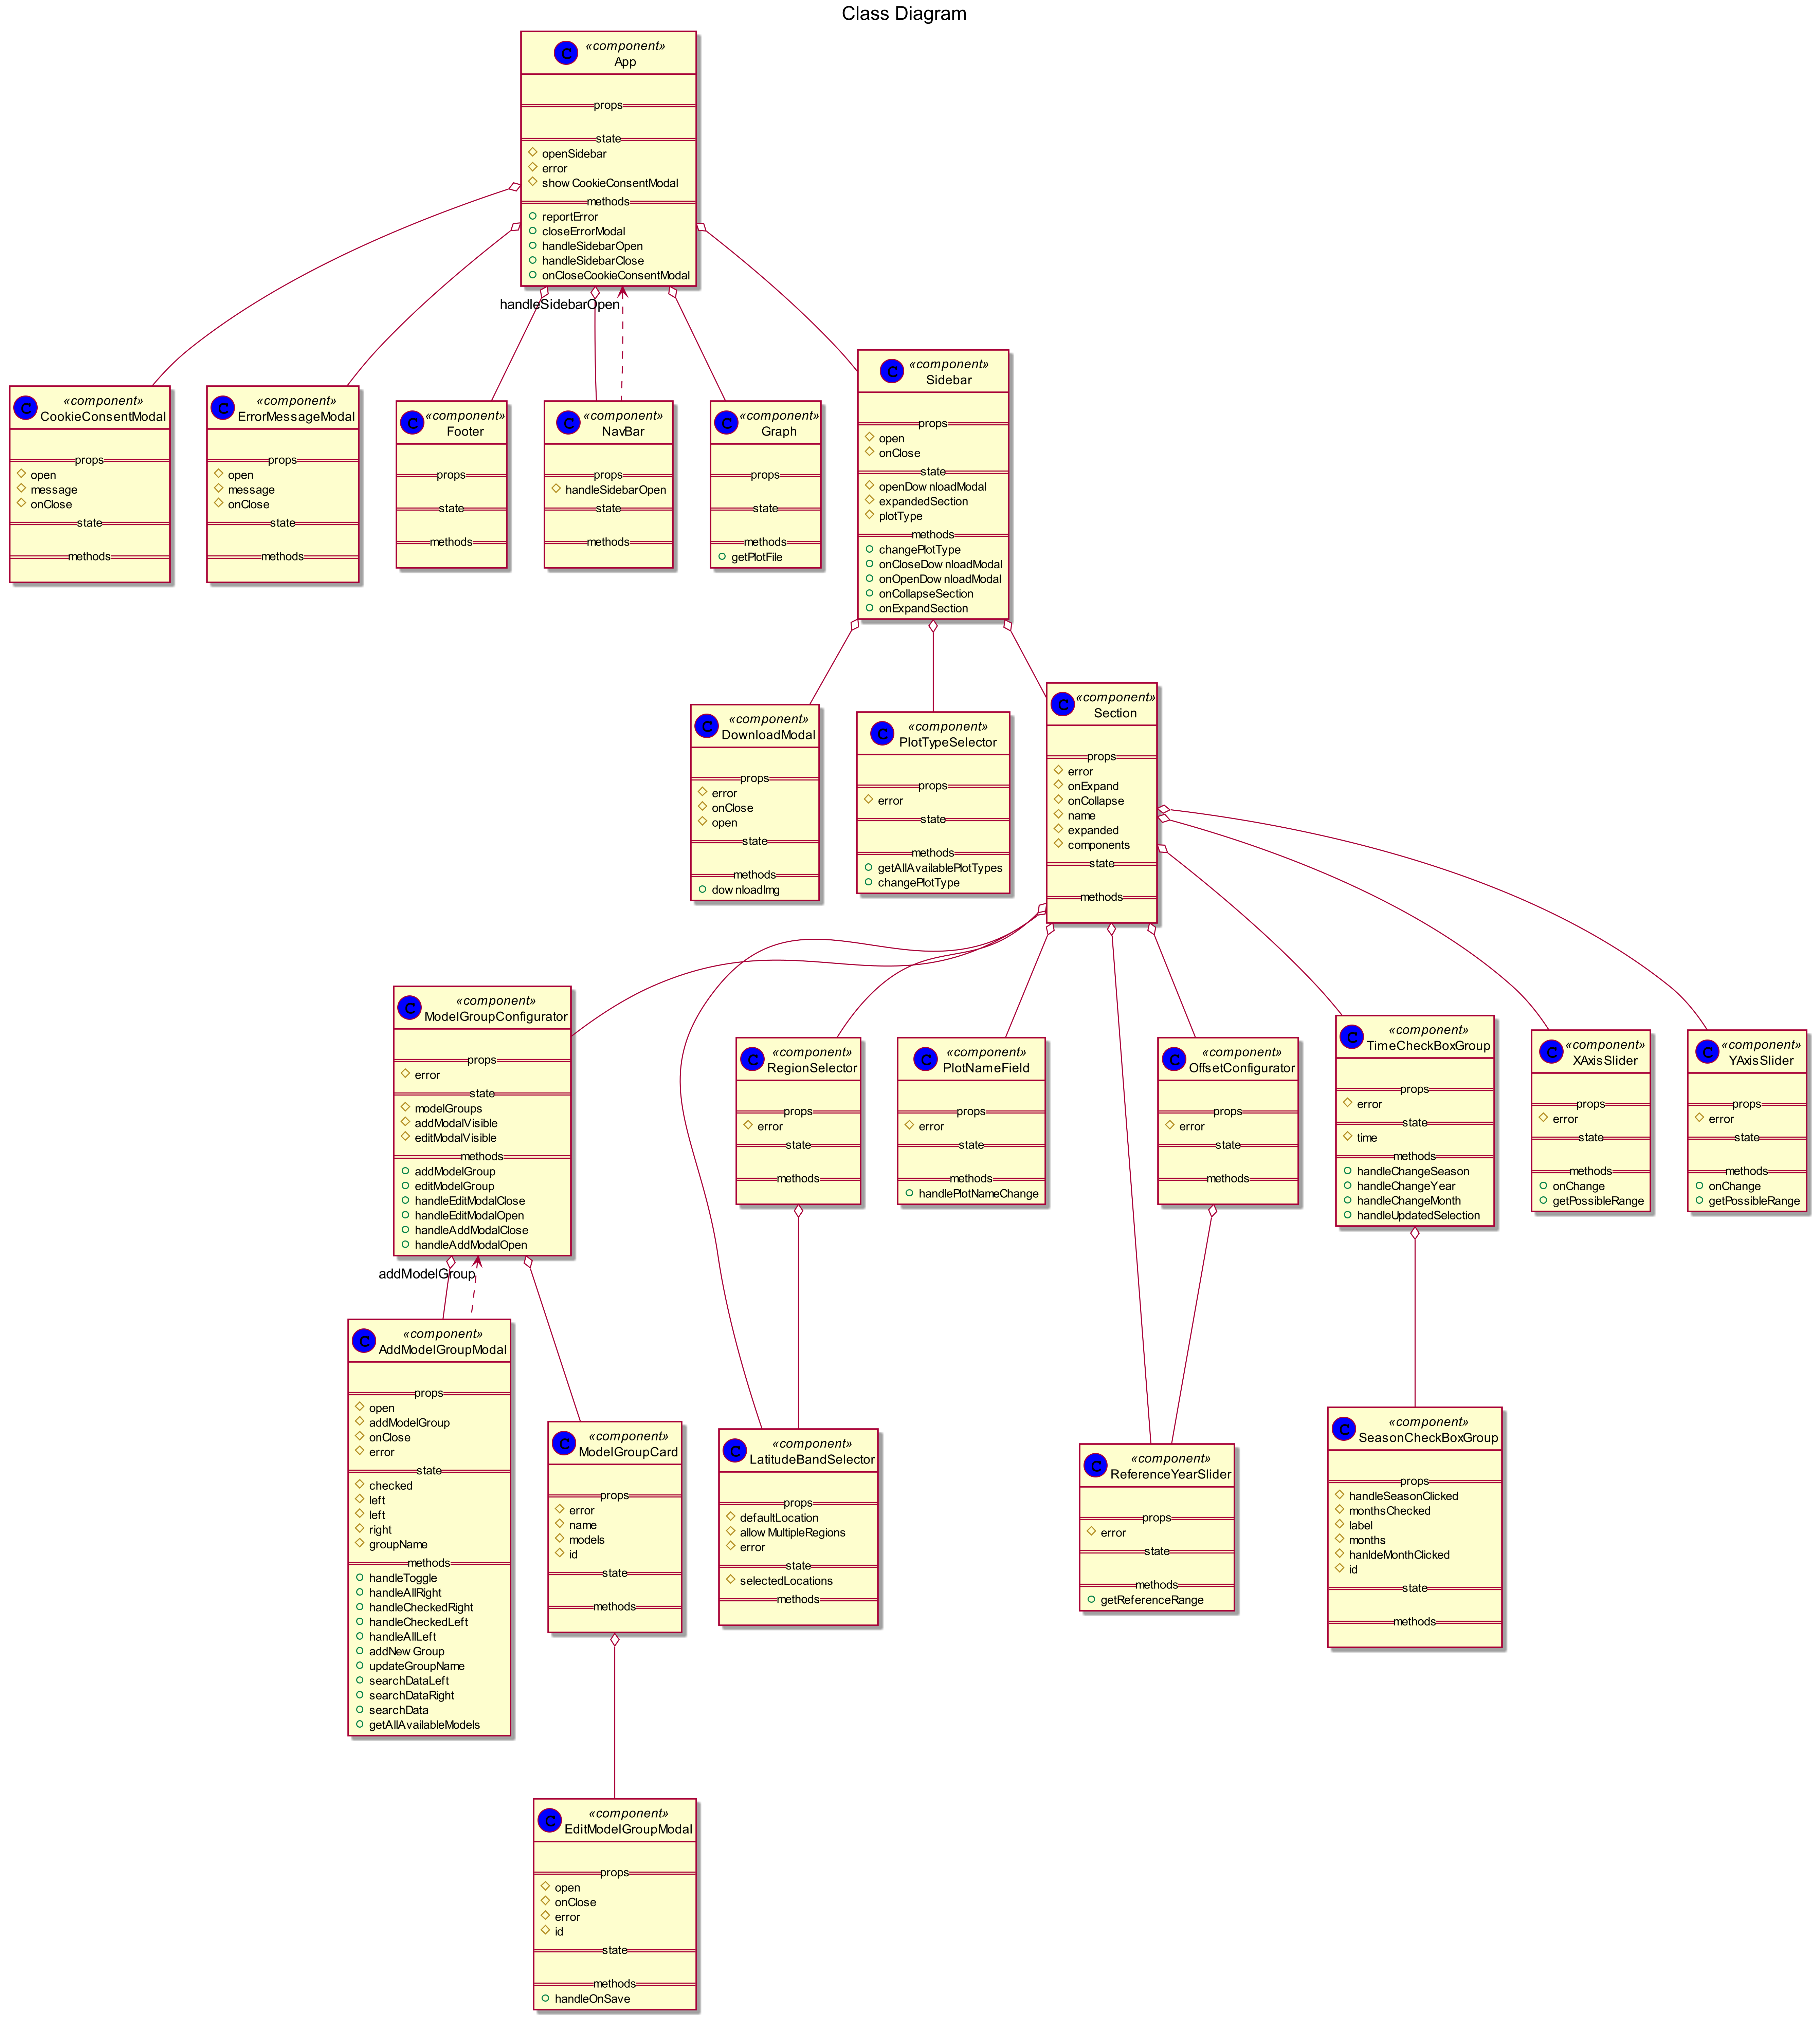 Class Diagram
C «component»
App
props
state
openSidebar
error
show CookieConsentModal
methods
reportError
closeErrorModal
handleSidebarOpen
handleSidebarClose
onCloseCookieConsentModal
handleSidebarOpen
C «component»
CookieConsentModal
props
open
message
onClose
state
methods
C «component»
ErrorMessageModal
props
open
message
onClose
state
methods
C «component»
Footer
props
state
methods
C «component»
NavBar
props
handleSidebarOpen
state
methods
C «component»
Graph
props
state
methods
getPlotFile
C «component»
Sidebar
props
open
onClose
state
openDow nloadModal
expandedSection
plotType
methods
changePlotType
onCloseDow nloadModal
onOpenDow nloadModal
onCollapseSection
onExpandSection
C «component»
DownloadModal
props
error
onClose
open
state
methods
dow nloadImg
C «component»
PlotTypeSelector
props
error
state
methods
getAllAvailablePlotTypes
changePlotType
C «component»
Section
props
error
onExpand
onCollapse
name
expanded
components
state
methods
C «component»
ModelGroupConfigurator
props
error
state
modelGroups
addModalVisible
editModalVisible
methods
addModelGroup
editModelGroup
handleEditModalClose
handleEditModalOpen
handleAddModalClose
handleAddModalOpen
addModelGroup
C «component»
RegionSelector
props
error
state
methods
C «component»
PlotNameField
props
error
state
methods
handlePlotNameChange
C «component»
OffsetConfigurator
props
error
state
methods
C «component»
TimeCheckBoxGroup
props
error
state
time
methods
handleChangeSeason
handleChangeYear
handleChangeMonth
handleUpdatedSelection
C «component»
XAxisSlider
props
error
state
methods
onChange
getPossibleRange
C «component»
YAxisSlider
props
error
state
methods
onChange
getPossibleRange
C «component»
AddModelGroupModal
props
open
addModelGroup
onClose
error
state
checked
left
left
right
groupName
methods
handleToggle
handleAllRight
handleCheckedRight
handleCheckedLeft
handleAllLeft
addNew Group
updateGroupName
searchDataLeft
searchDataRight
searchData
getAllAvailableModels
C «component»
ModelGroupCard
props
error
name
models
id
state
methods
C «component»
LatitudeBandSelector
props
defaultLocation
allow MultipleRegions
error
state
selectedLocations
methods
C «component»
ReferenceYearSlider
props
error
state
methods
getReferenceRange
C «component»
SeasonCheckBoxGroup
props
handleSeasonClicked
monthsChecked
label
months
hanldeMonthClicked
id
state
methods
C «component»
EditModelGroupModal
props
open
onClose
error
id
state
methods
handleOnSave